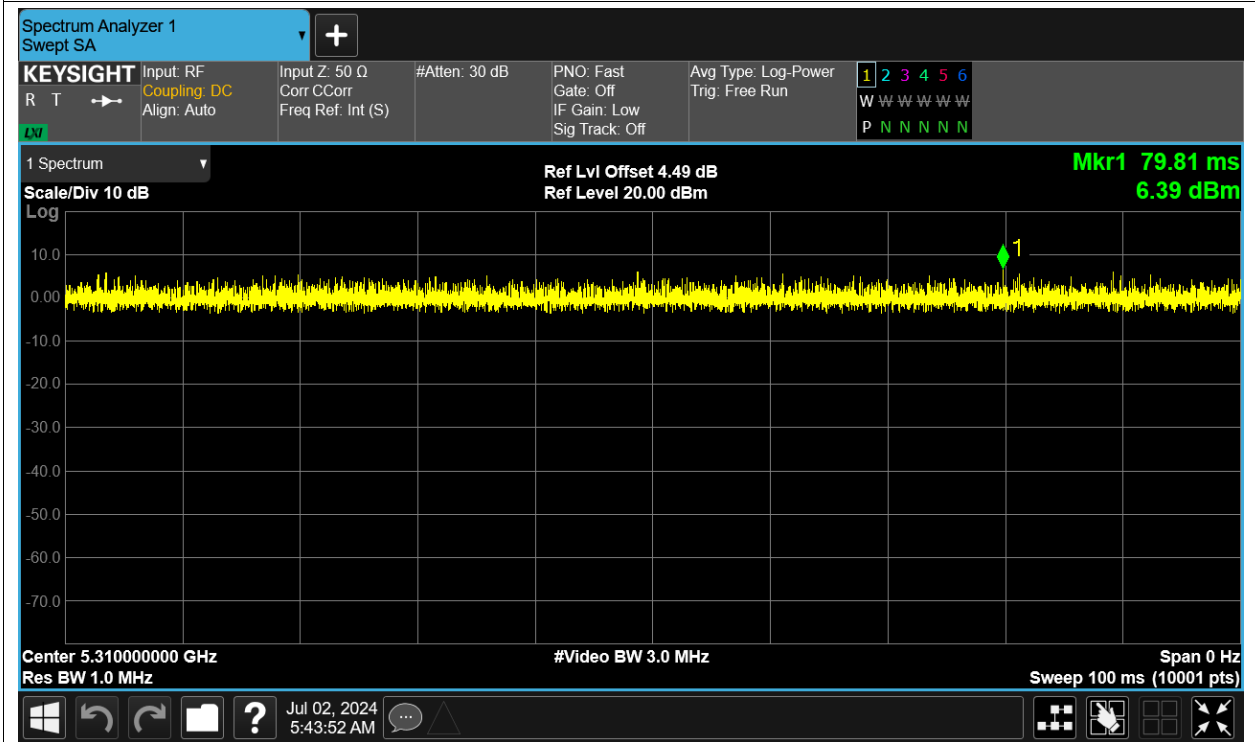 Spectrum Analyzer 1
Swept SA
KEYSIGHT
R T
LXI
Input: RF
Coupling: DC
Align: Auto
Input Z: 50 Ω
Corr CCorr
Freq Ref: Int (S)
#Atten: 30 dB
PNO: Fast
Gate: Off
IF Gain: Low
Sig Track: Off
Avg Type: Log-Power
Trig: Free Run
1 2 3 4 5 6
W W W W W W
P N N N N N
1 Spectrum
Scale/Div 10 dB
Log
Ref Lvl Offset 4.49 dB
Ref Level 20.00 dBm
Mkr1 79.81 ms
6.39 dBm
1
10.0
0.00
-10.0
-20.0
-30.0
-40.0
-50.0
-60.0
-70.0
Center 5.310000000 GHz
Res BW 1.0 MHz
#Video BW 3.0 MHz
Span 0 Hz
Sweep 100 ms (10001 pts)
?
Jul 02, 2024
5:43:52 AM